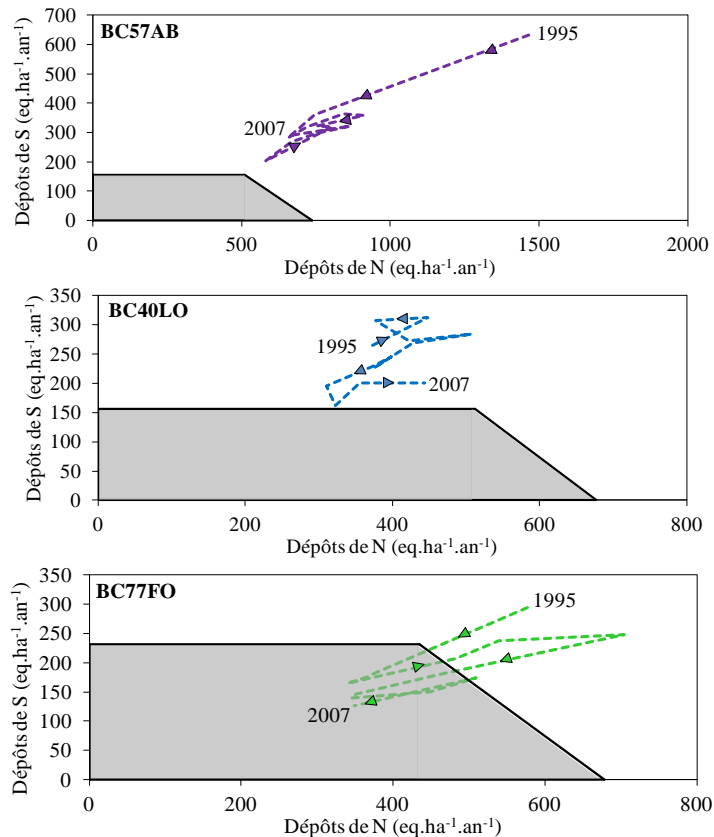 BC57AB
Dépôts de S (eq.ha-1.an-1)
700
600
500
400
300
200
100
0
1995
2007
0 500 1000 1500 2000
Dépôts de N (eq.ha-1.an-1)
BC40LO
Dépôts de S (eq.ha-1.an-1)
350
300
250
200
150
100
50
0
1995
2007
0 200 400 600 800
Dépôts de N (eq.ha-1.an-1)
BC77FO
Dépôts de S (eq.ha-1.an-1)
350
300
250
200
150
100
50
0
1995
2007
0 200 400 600 800
Dépôts de N (eq.ha-1.an-1)